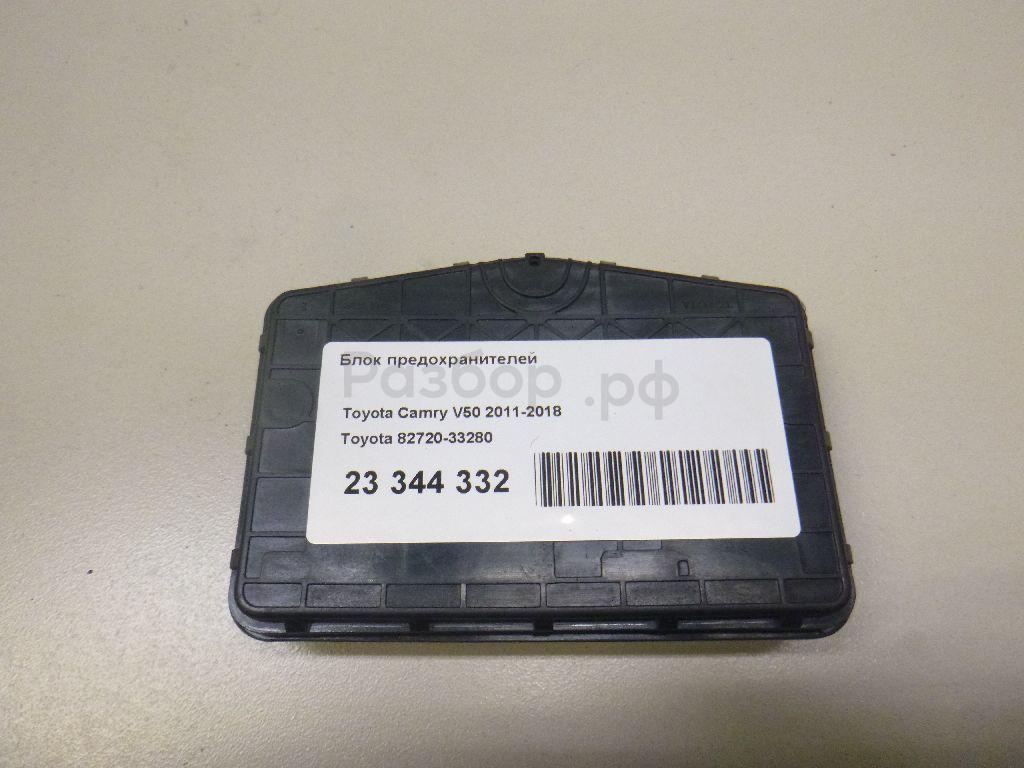 Блок предохранителей
Разбор.рф
Toyota Camry V50 2011-2018
Toyota 82720-33280
23 344 332